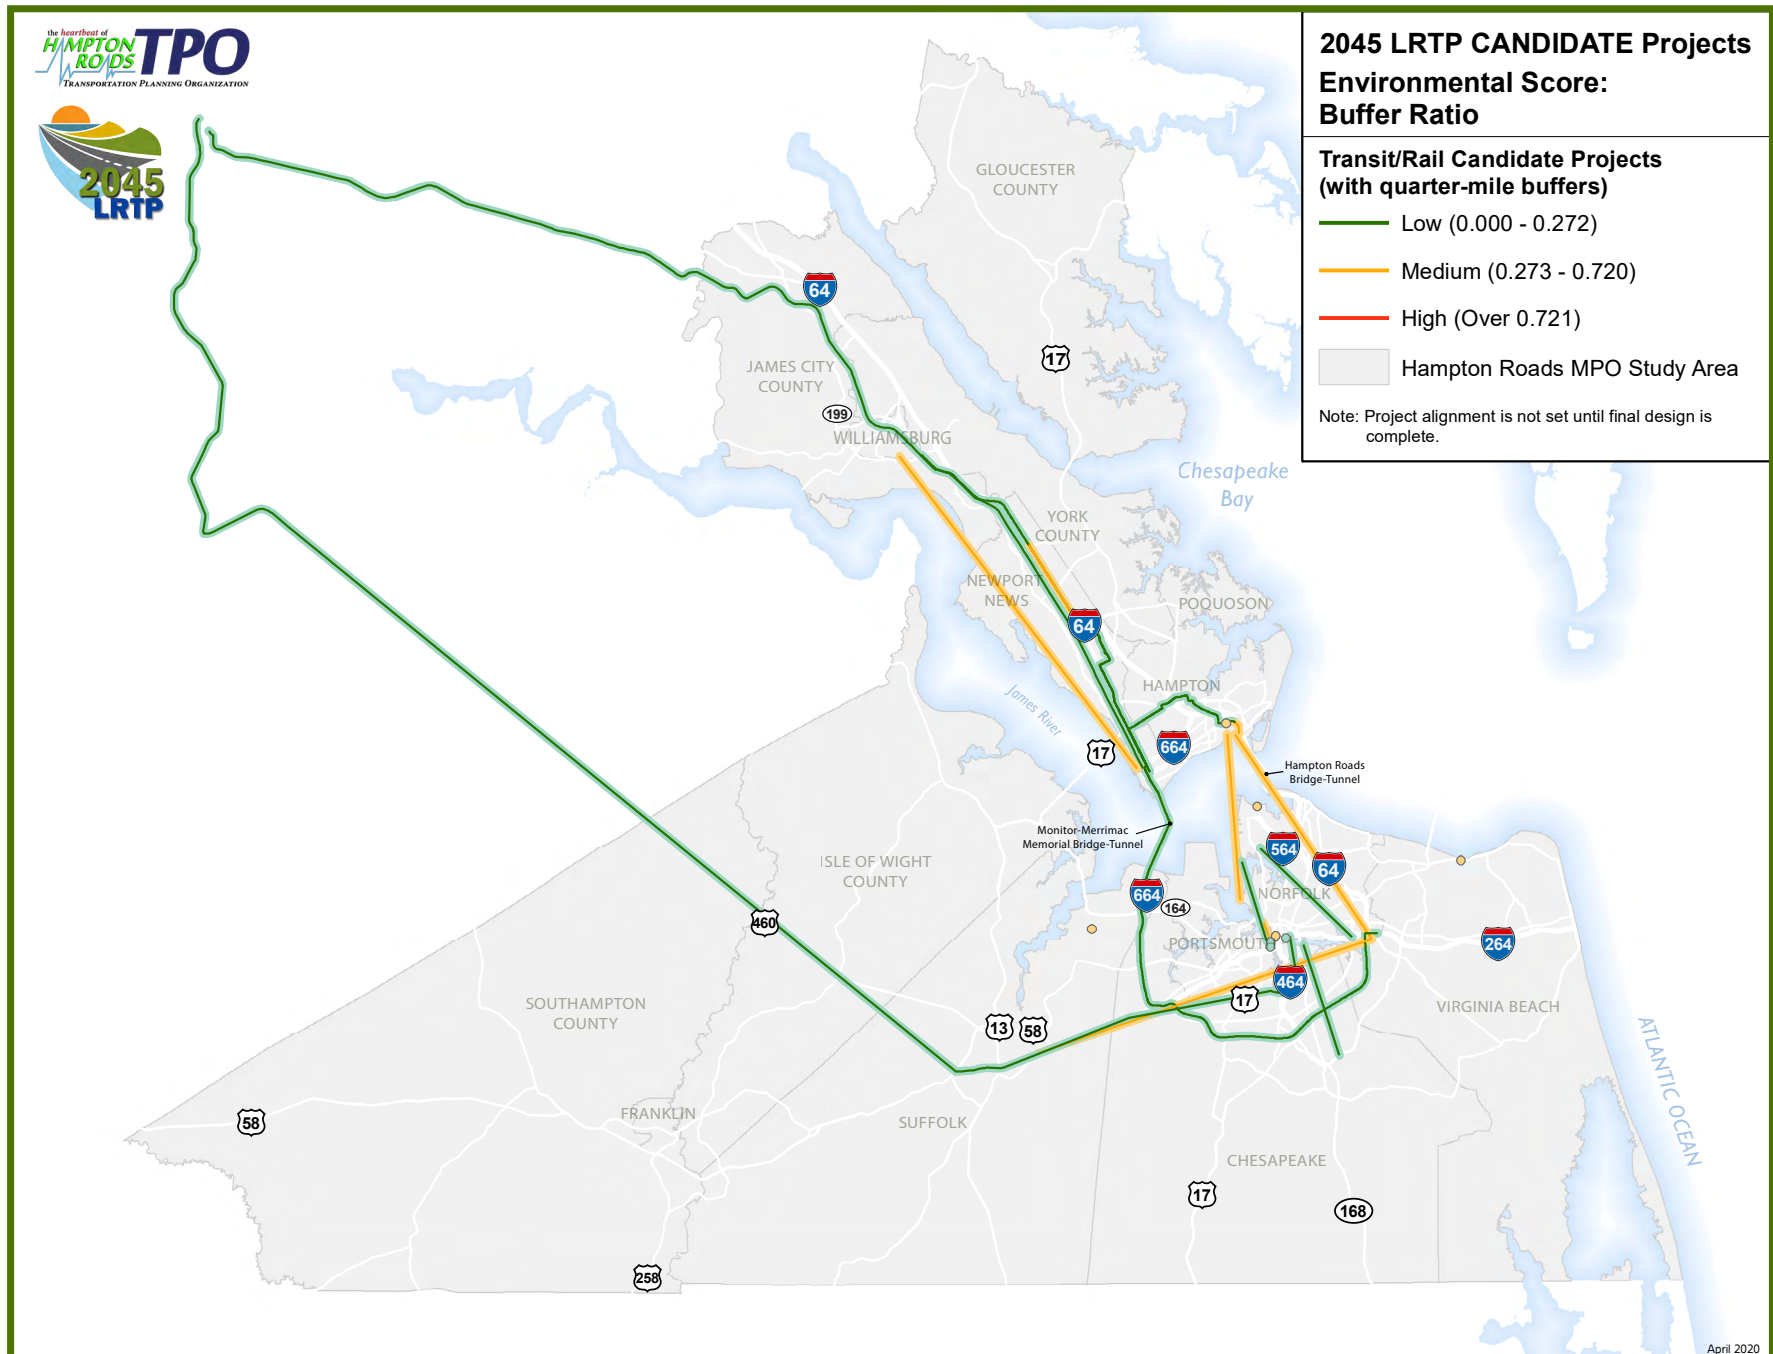 the heartbeat of
HAMPTON
ROADS
TPO
TRANSPORTATION PLANNING ORGANIZATION
2045
LRTP
2045 LRTP CANDIDATE Projects
Environmental Score:
Buffer Ratio
Transit/Rail Candidate Projects
(with quarter-mile buffers)
Low (0.000 - 0.272)
Medium (0.273 - 0.720)
High (Over 0.721)
Hampton Roads MPO Study Area
Note: Project alignment is not set until final design is
complete.
GLOUCESTER
COUNTY
64
17
JAMES CITY
COUNTY
199
WILLIAMSBURG
Chesapeake
Bay
YORK
COUNTY
NEWPORT
NEWS
POQUOSON
64
HAMPTON
James River
17
664
Hampton Roads
Bridge-Tunnel
Monitor-Merrimac
Memorial Bridge-Tunnel
564
64
ISLE OF WIGHT
COUNTY
664
164
NORFOLK
460
PORTSMOUTH
264
464
17
SOUTHAMPTON
COUNTY
13
58
VIRGINIA BEACH
ATLANTIC OCEAN
58
FRANKLIN
SUFFOLK
CHESAPEAKE
17
168
258
April 2020